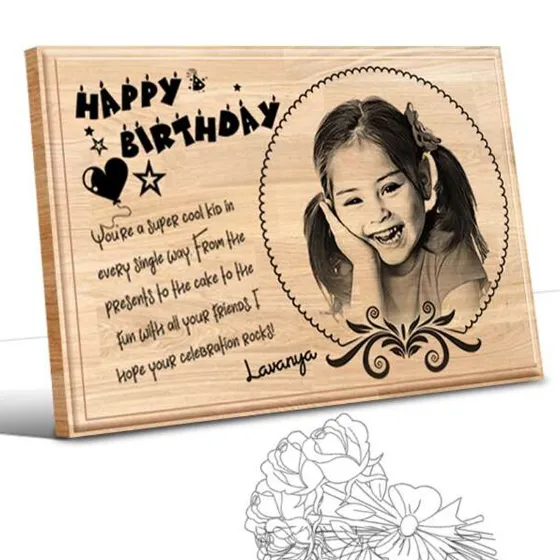 HAPPY
BIRTHDAY
You're a super cool kid in
every single way. From the
presents to the cake to the
fun with all your friends I
hope your celebration rocks!
Lavanya